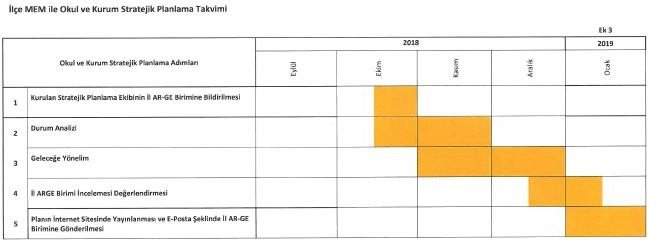 İlçe MEM ile Okul ve Kurum Stratejik Planlama Takvimi
Ek 3
Okul ve Kurum Stratejik Planlama Adımları
2018
2019
Eylül
Ekim
Kasım
Aralık
Ocak
1
Kurulan Stratejik Planlama Ekibinin İl AR-GE Birimine Bildirilmesi
2
Durum Analizi
3
Geleceğe Yönelim
4
İl ARGE Birimi İncelemesi Değerlendirmesi
5
Planın İnternet Sitesinde Yayınlanması ve E-Posta Şeklinde İl AR-GE
Birimine Gönderilmesi